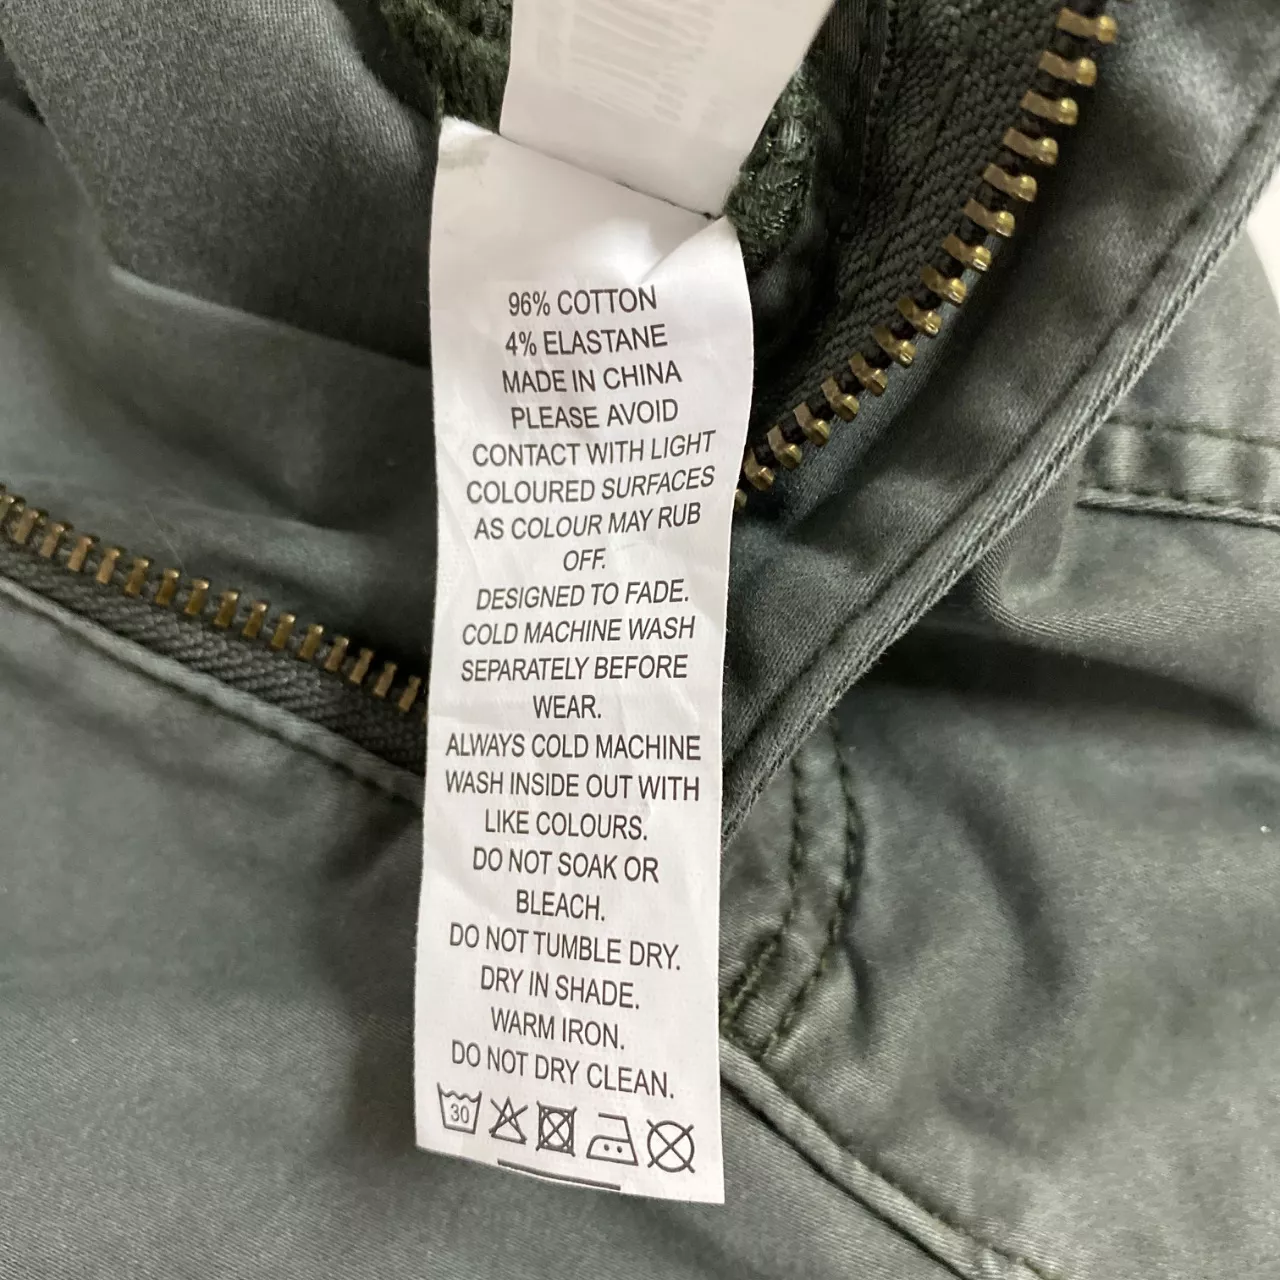 96% COTTON
4% ELASTANE
MADE IN CHINA
PLEASE AVOID
CONTACT WITH LIGHT
COLOURED SURFACES
AS COLOUR MAY RUB
OFF.
DESIGNED TO FADE.
COLD MACHINE WASH
SEPARATELY BEFORE
WEAR.
ALWAYS COLD MACHINE
WASH INSIDE OUT WITH
LIKE COLOURS.
DO NOT SOAK OR
BLEACH.
DO NOT TUMBLE DRY.
DRY IN SHADE.
WARM IRON.
DO NOT DRY CLEAN.
30